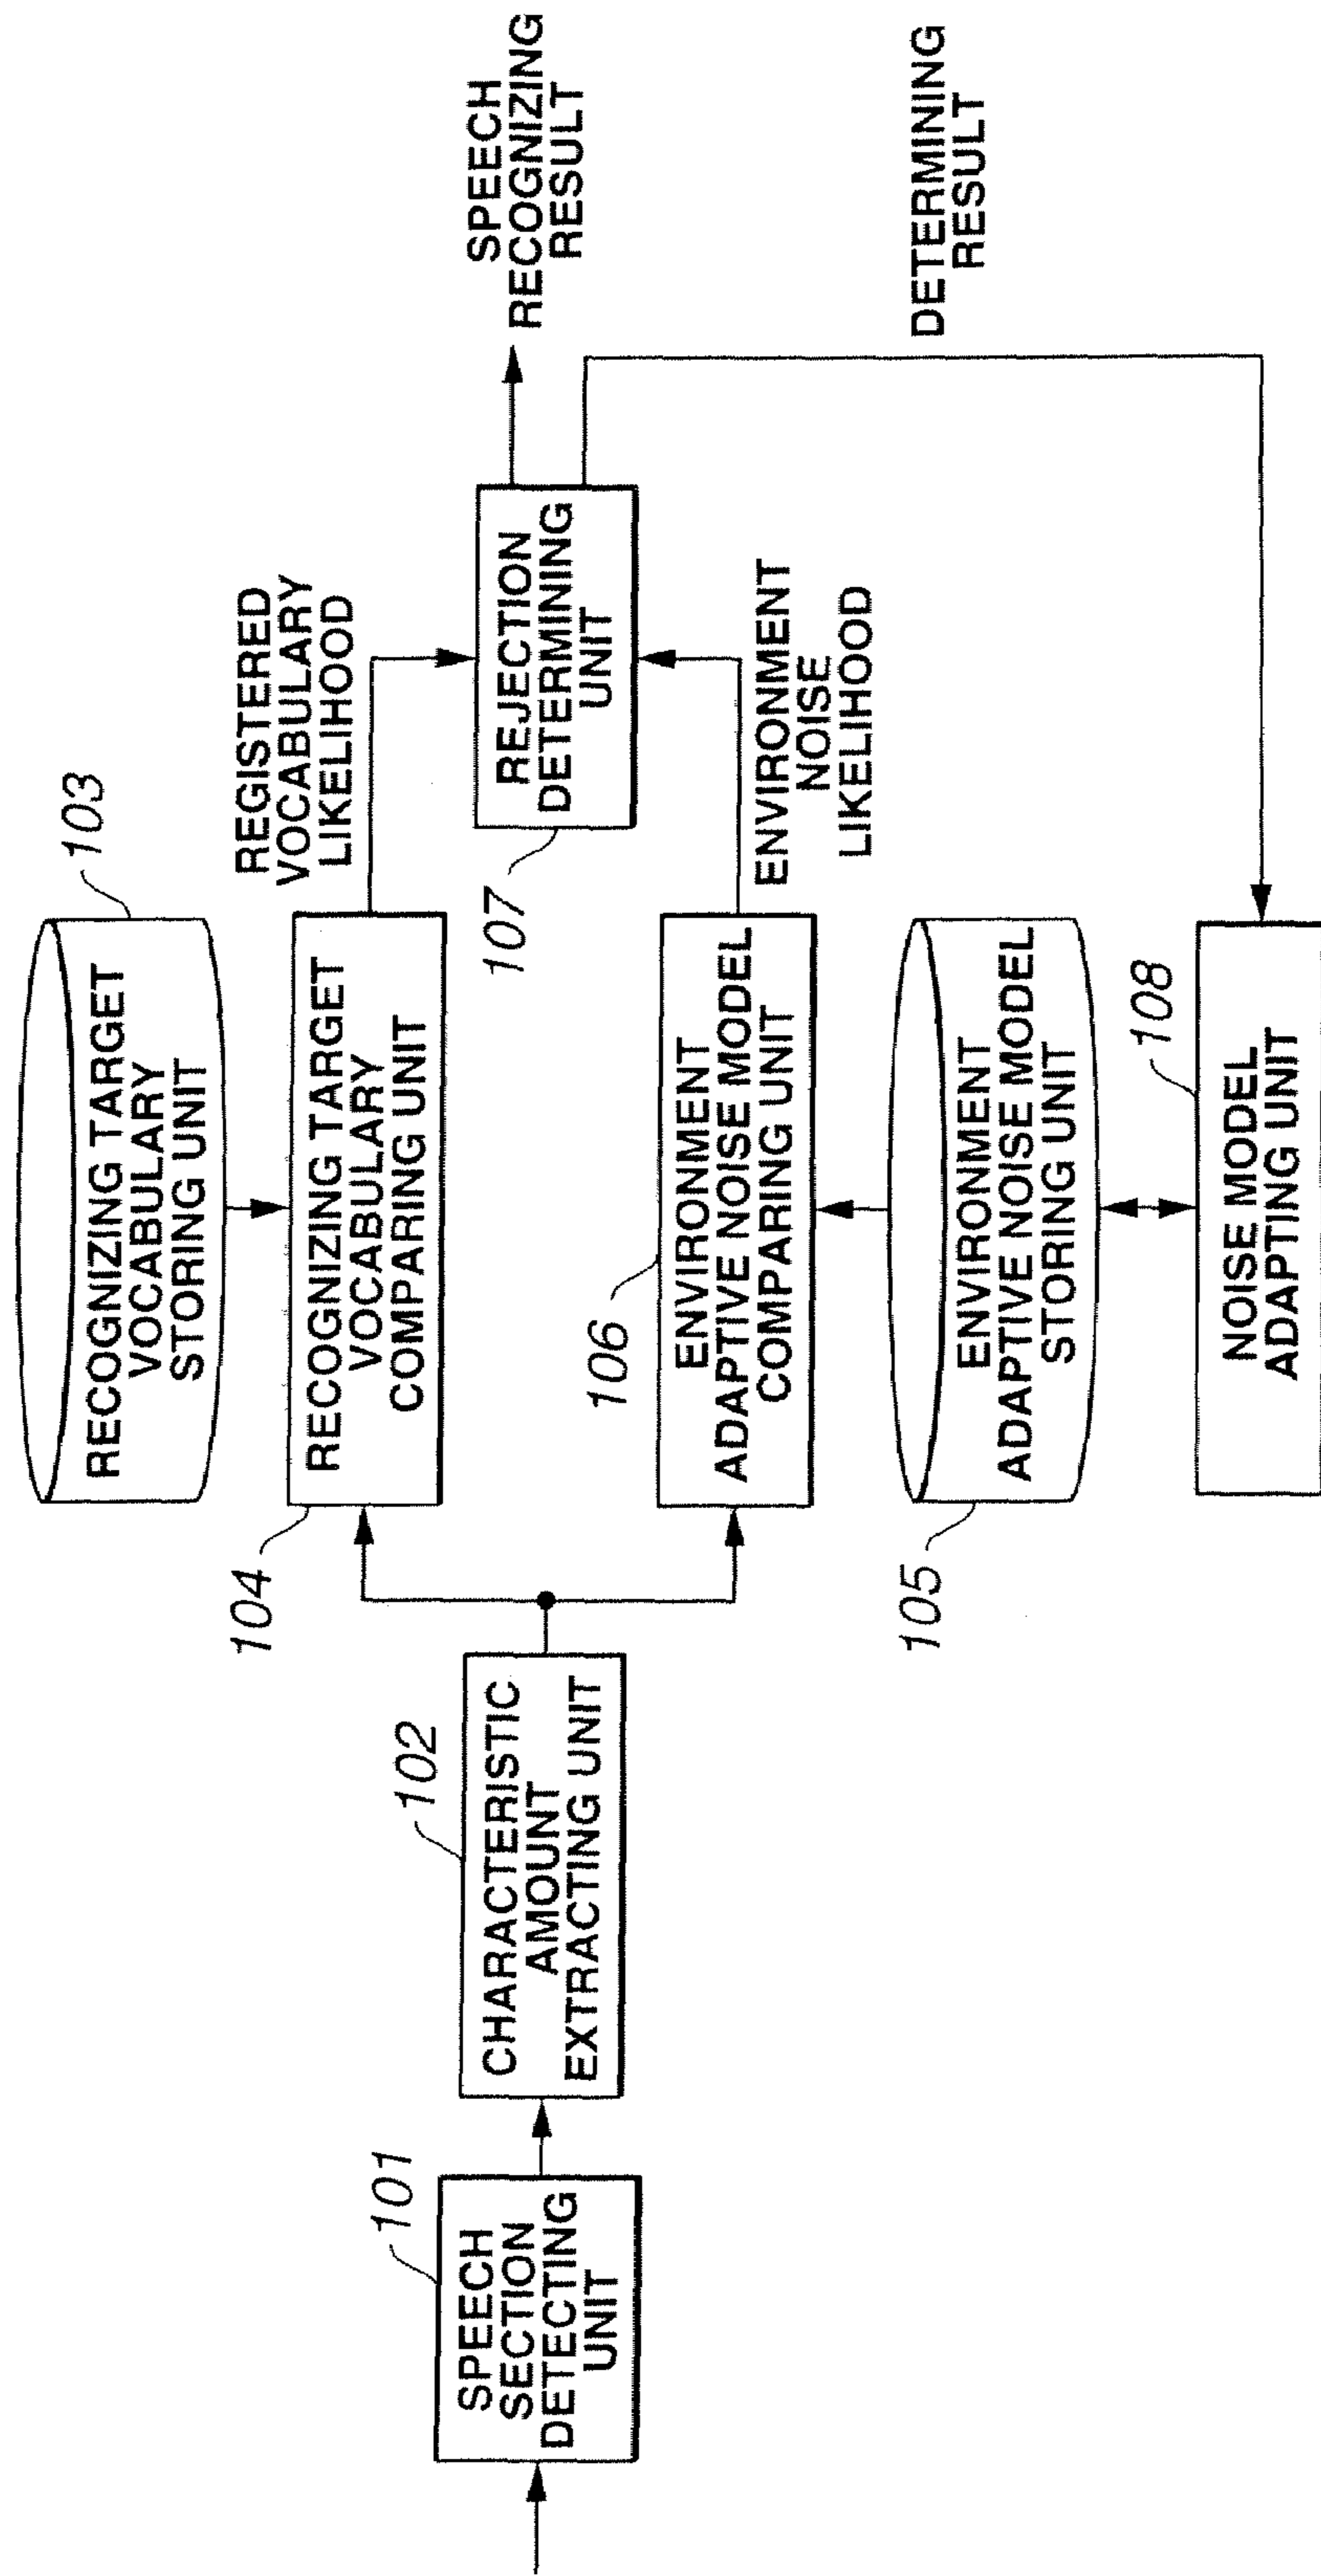 101
SPEECH
SECTION
DETECTING
UNIT
102
CHARACTERISTIC
AMOUNT
EXTRACTING UNIT
103
RECOGNIZING TARGET
VOCABULARY
STORING UNIT
104
RECOGNIZING TARGET
VOCABULARY
COMPARING UNIT
REGISTERED
VOCABULARY
LIKELIHOOD
106
ENVIRONMENT
ADAPTIVE NOISE MODEL
COMPARING UNIT
ENVIRONMENT
NOISE
LIKELIHOOD
105
ENVIRONMENT
ADAPTIVE NOISE MODEL
STORING UNIT
108
NOISE MODEL
ADAPTING UNIT
107
REJECTION
DETERMINING
UNIT
SPEECH
RECOGNIZING
RESULT
DETERMINING
RESULT